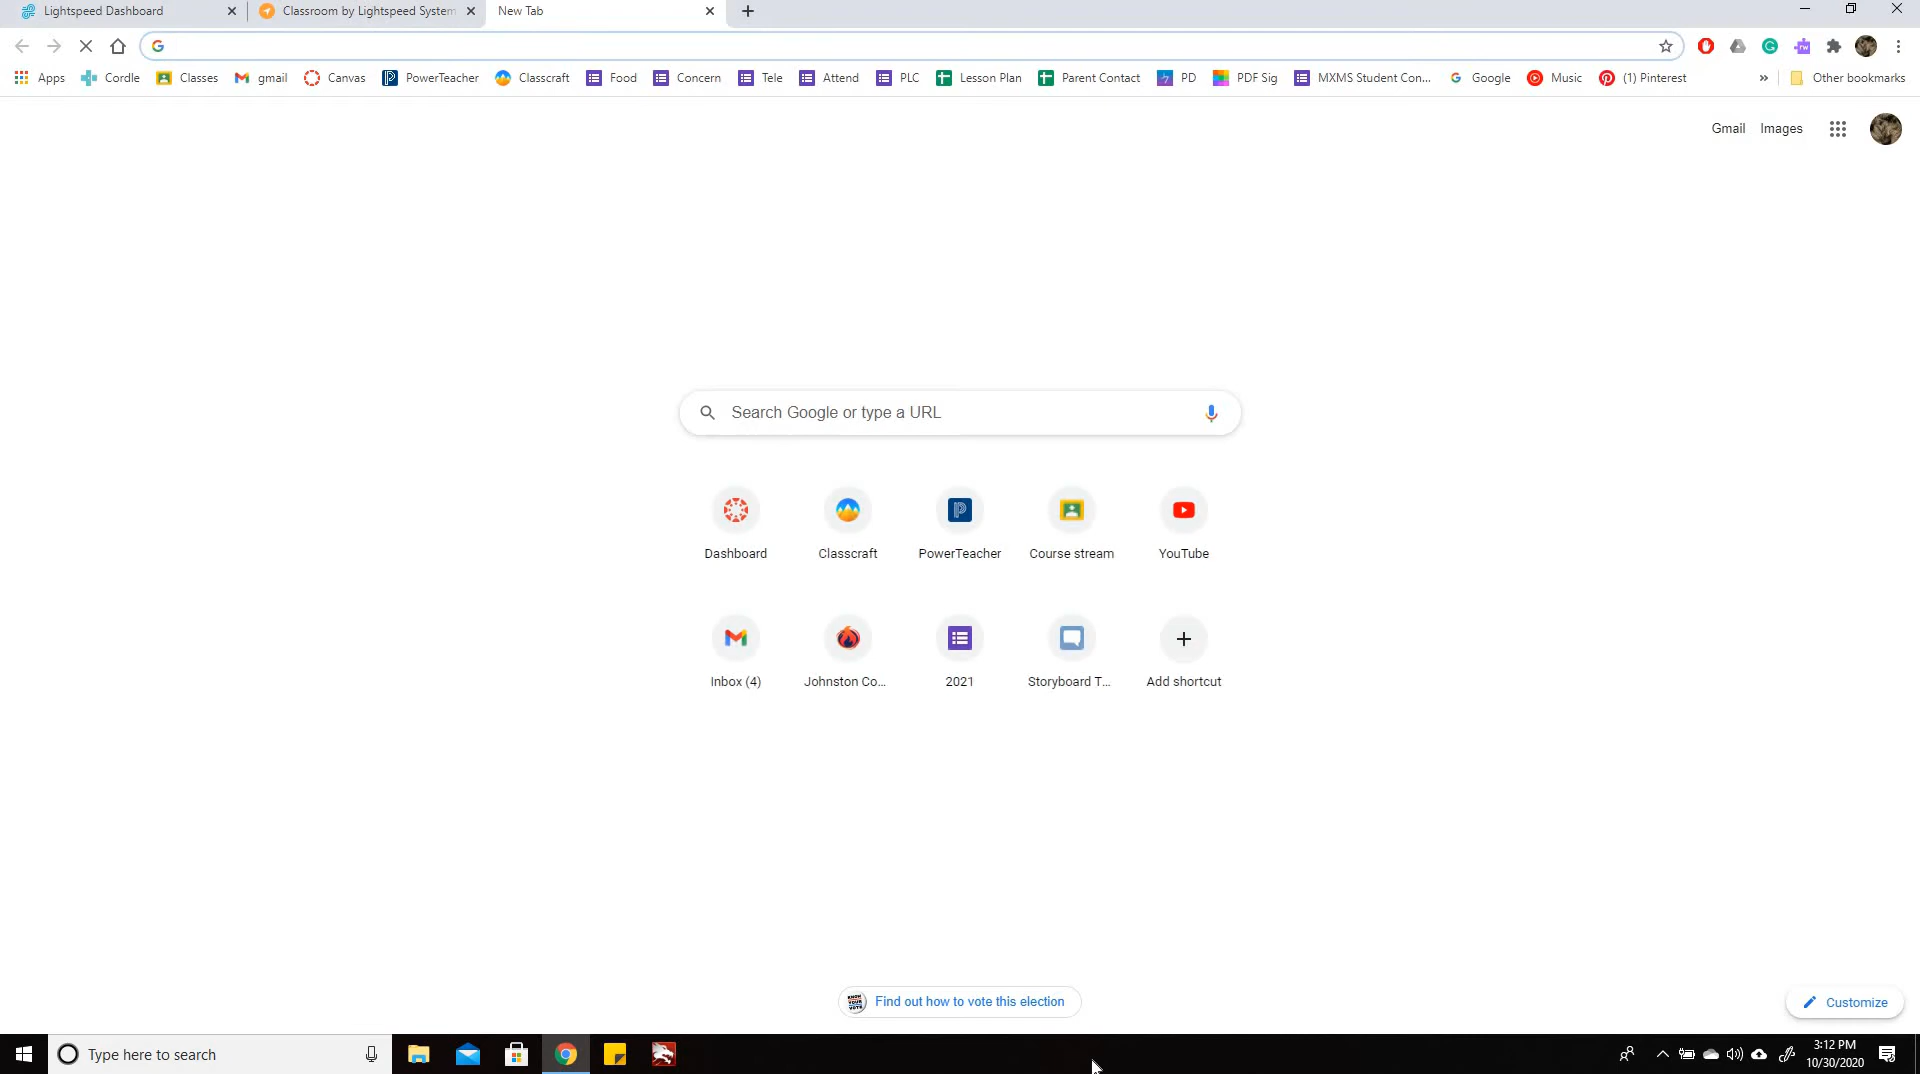 Lightspeed Dashboard
Classroom by Lightspeed System
New Tab
Apps Cordle Classes gmail Canvas PowerTeacher Classcraft Food Concern Tele Attend PLC Lesson Plan Parent Contact PD PDF Sig MXMS Student Con... Google Music (1) Pinterest » Other bookmarks
Gmail Images
Search Google or type a URL
Dashboard Classcraft PowerTeacher Course stream YouTube
Inbox (4) Johnston Co... 2021 Storyboard T... Add shortcut
Find out how to vote this election
Customize
Type here to search
3:12 PM
10/30/2020